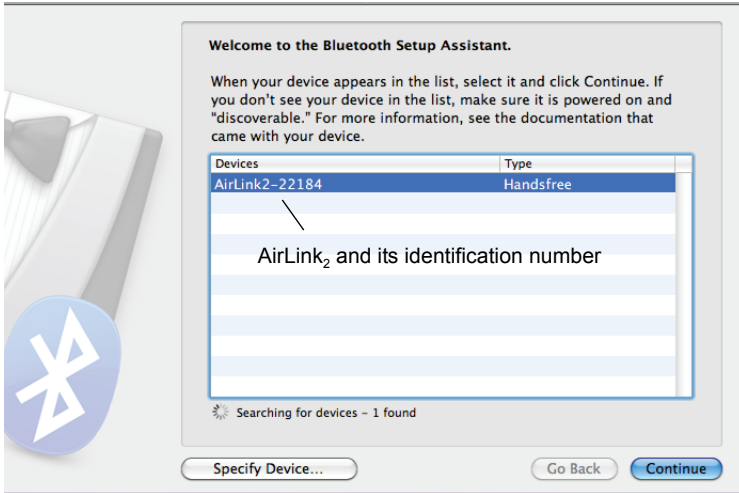 Welcome to the Bluetooth Setup Assistant.
When your device appears in the list, select it and click Continue. If
you don't see your device in the list, make sure it is powered on and
“discoverable.” For more information, see the documentation that
came with your device.
Devices Type
AirLink2-22184 Handsfree
AirLink₂ and its identification number
Searching for devices – 1 found
Specify Device... Go Back Continue